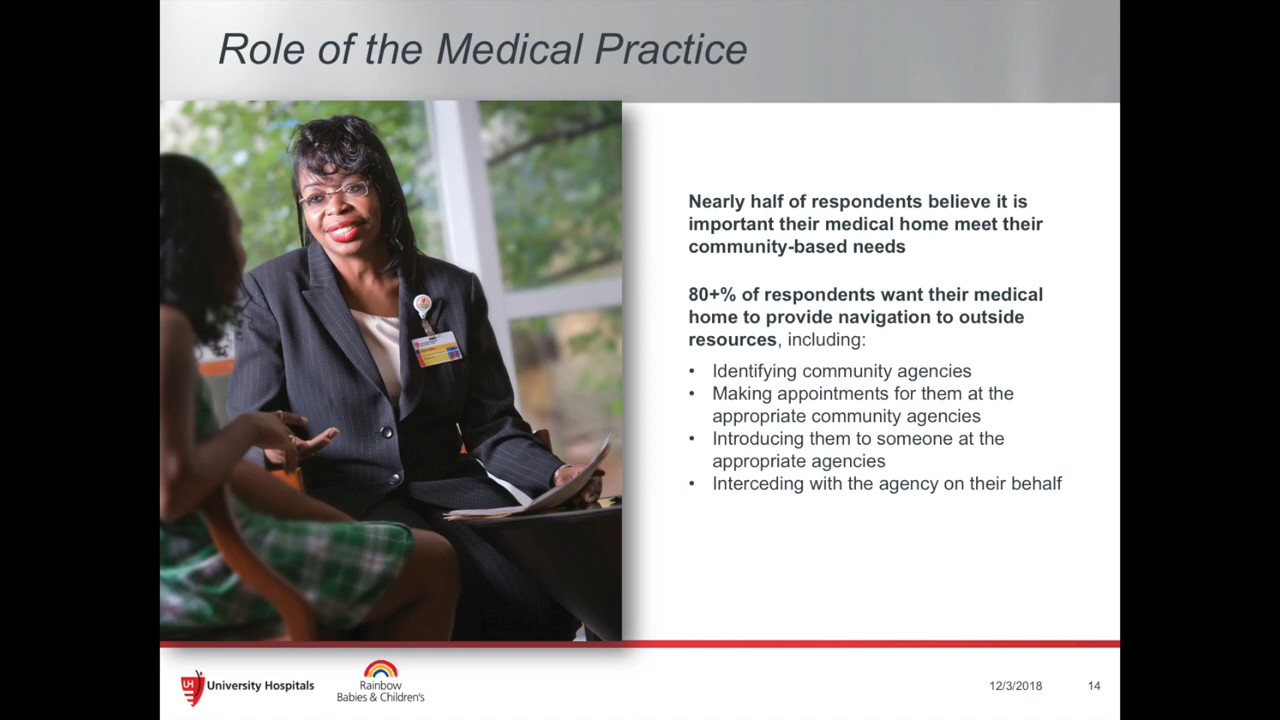 Role of the Medical Practice
Nearly half of respondents believe it is
important their medical home meet their
community-based needs
80+% of respondents want their medical
home to provide navigation to outside
resources, including:
• Identifying community agencies
• Making appointments for them at the
appropriate community agencies
• Introducing them to someone at the
appropriate agencies
• Interceding with the agency on their behalf
UH University Hospitals
Rainbow
Babies & Children's
12/3/2018
14